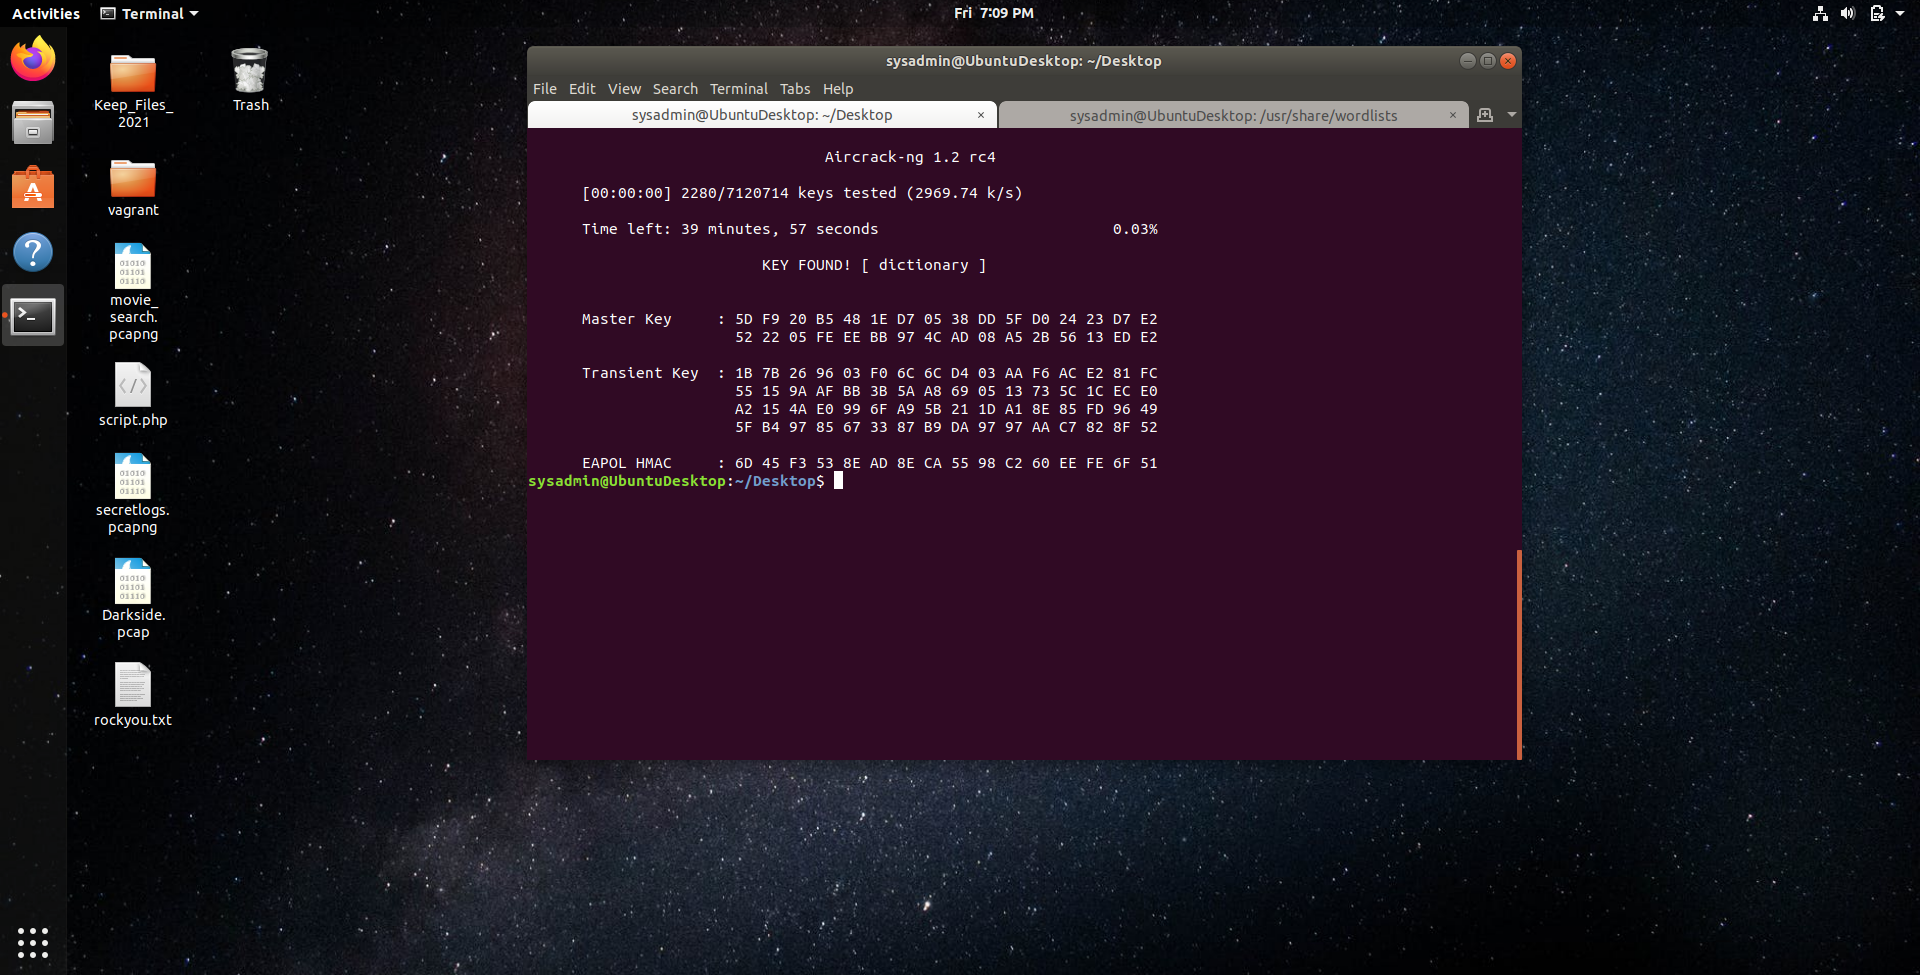 Activities
Terminal
Fri 7:09 PM
Keep_Files_
2021
Trash
vagrant
movie_
search.
pcapng
script.php
secretlogs.
pcapng
Darkside.
pcap
rockyou.txt
sysadmin@UbuntuDesktop: ~/Desktop
File Edit View Search Terminal Tabs Help
sysadmin@UbuntuDesktop: ~/Desktop × sysadmin@UbuntuDesktop: /usr/share/wordlists ×
Aircrack-ng 1.2 rc4
[00:00:00] 2280/7120714 keys tested (2969.74 k/s)
Time left: 39 minutes, 57 seconds 0.03%
KEY FOUND! [ dictionary ]
Master Key : 5D F9 20 B5 48 1E D7 05 38 DD 5F D0 24 23 D7 E2
52 22 05 FE EE BB 97 4C AD 08 A5 2B 56 13 ED E2
Transient Key : 1B 7B 26 96 03 F0 6C 6C D4 03 AA F6 AC E2 81 FC
55 15 9A AF BB 3B 5A A8 69 05 13 73 5C 1C EC E0
A2 15 4A E0 99 6F A9 5B 21 1D A1 8E 85 FD 96 49
5F B4 97 85 67 33 87 B9 DA 97 97 AA C7 82 8F 52
EAPOL HMAC : 6D 45 F3 53 8E AD 8E CA 55 98 C2 60 EE FE 6F 51
sysadmin@UbuntuDesktop:~/Desktop$